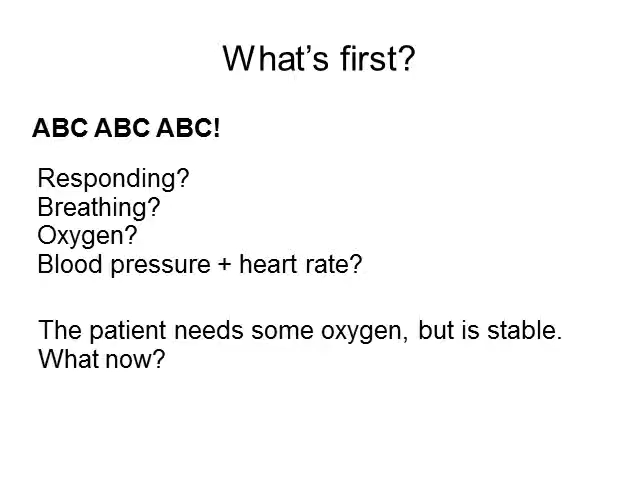 What’s first?
ABC ABC ABC!
Responding?
Breathing?
Oxygen?
Blood pressure + heart rate?
The patient needs some oxygen, but is stable.
What now?